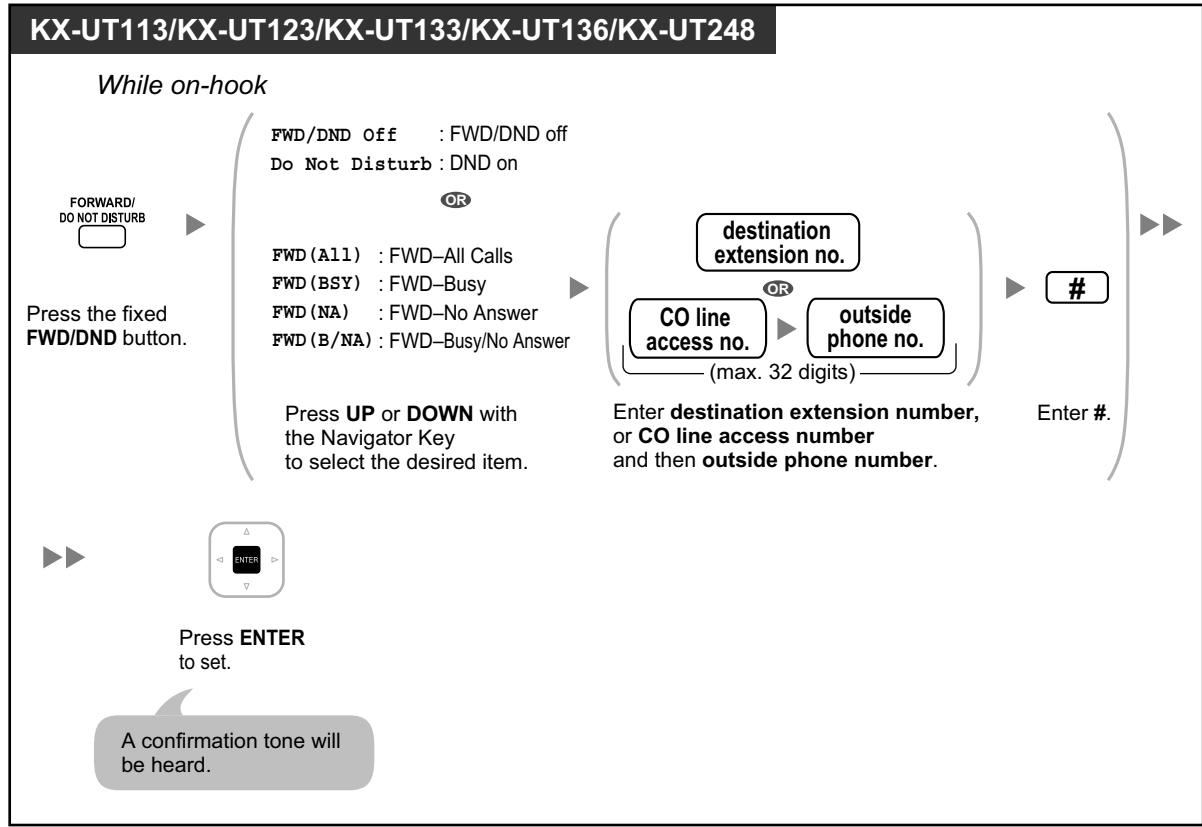 KX-UT113/KX-UT123/KX-UT133/KX-UT136/KX-UT248
While on-hook
FORWARD/
DO NOT DISTURB
Press the fixed
FWD/DND button.
FWD/DND Off : FWD/DND off
Do Not Disturb : DND on
OR
FWD(All) : FWD–All Calls
FWD(BSY) : FWD–Busy
FWD(NA) : FWD–No Answer
FWD(B/NA) : FWD–Busy/No Answer
Press UP or DOWN with
the Navigator Key
to select the desired item.
destination
extension no.
OR
CO line
access no.
outside
phone no.
(max. 32 digits)
Enter destination extension number,
or CO line access number
and then outside phone number.
#
Enter #.
ENTER
Press ENTER
to set.
A confirmation tone will
be heard.